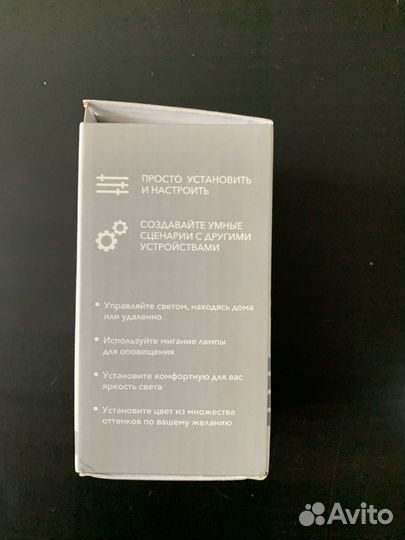 ПРОСТО УСТАНОВИТЬ
И НАСТРОИТЬ
СОЗДАВАЙТЕ УМНЫЕ
СЦЕНАРИИ С ДРУГИМИ
УСТРОЙСТВАМИ
• Управляйте светом, находясь дома
или удаленно
• Используйте мигание лампы
для оповещения
• Установите комфортную для вас
яркость света
• Установите цвет из множества
оттенков по вашему желанию
Avito